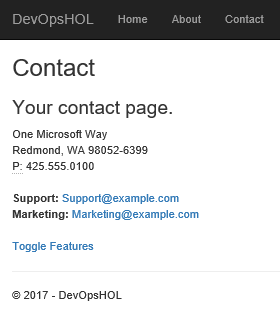 DevOpsHOL Home About Contact
Contact
Your contact page.
One Microsoft Way
Redmond, WA 98052-6399
P: 425.555.0100
Support: Support@example.com
Marketing: Marketing@example.com
Toggle Features
© 2017 - DevOpsHOL